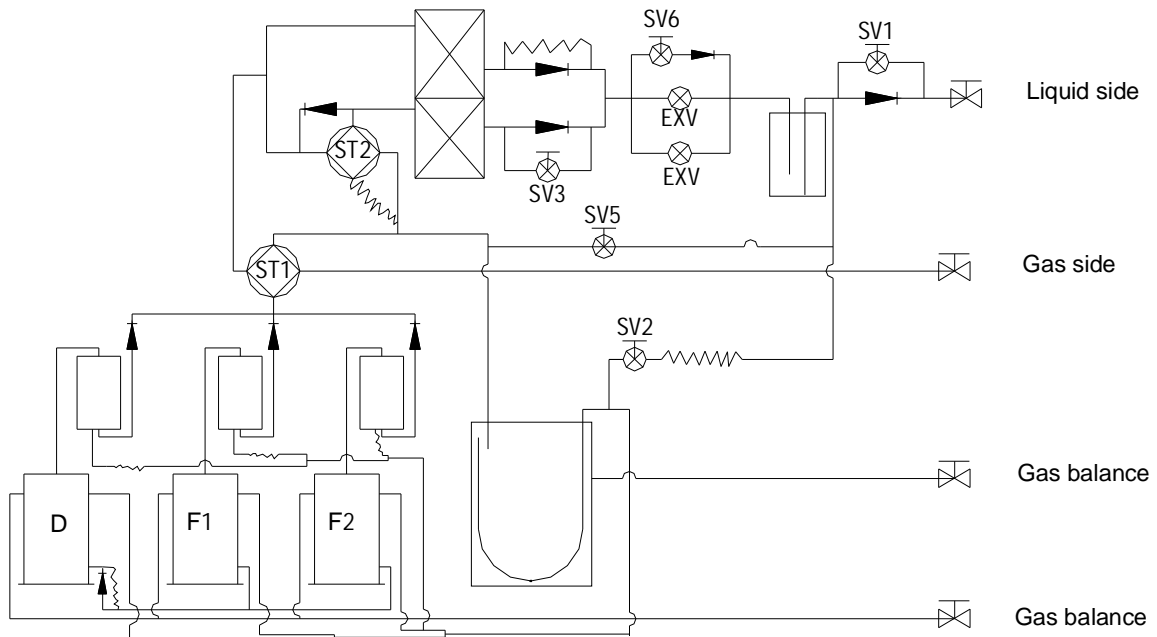 SV6
SV1
Liquid side
EXV
ST2
EXV
SV3
SV5
ST1
Gas side
SV2
Gas balance
D
F1
F2
Gas balance